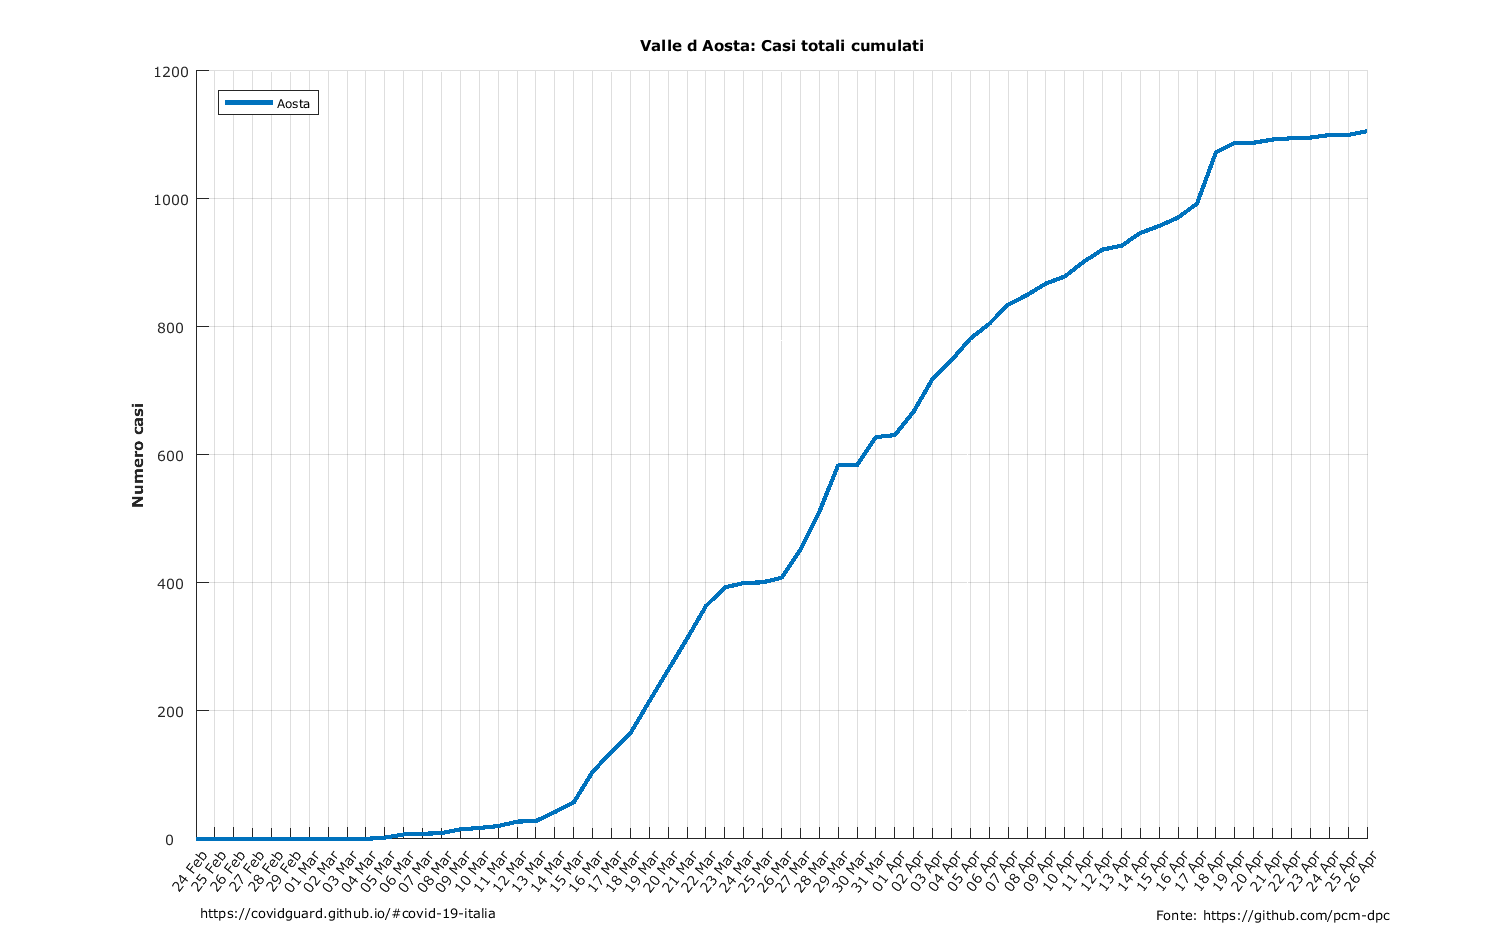 Valle d Aosta: Casi totali cumulati
1200
1000
800
600
400
200
0
Numero casi
Aosta
24 Feb
25 Feb
26 Feb
27 Feb
28 Feb
29 Feb
01 Mar
02 Mar
03 Mar
04 Mar
05 Mar
06 Mar
07 Mar
08 Mar
09 Mar
10 Mar
11 Mar
12 Mar
13 Mar
14 Mar
15 Mar
16 Mar
17 Mar
18 Mar
19 Mar
20 Mar
21 Mar
22 Mar
23 Mar
24 Mar
25 Mar
26 Mar
27 Mar
28 Mar
29 Mar
30 Mar
31 Mar
01 Apr
02 Apr
03 Apr
04 Apr
05 Apr
06 Apr
07 Apr
08 Apr
09 Apr
10 Apr
11 Apr
12 Apr
13 Apr
14 Apr
15 Apr
16 Apr
17 Apr
18 Apr
19 Apr
20 Apr
21 Apr
22 Apr
23 Apr
24 Apr
25 Apr
26 Apr
https://covidguard.github.io/#covid-19-italia
Fonte: https://github.com/pcm-dpc